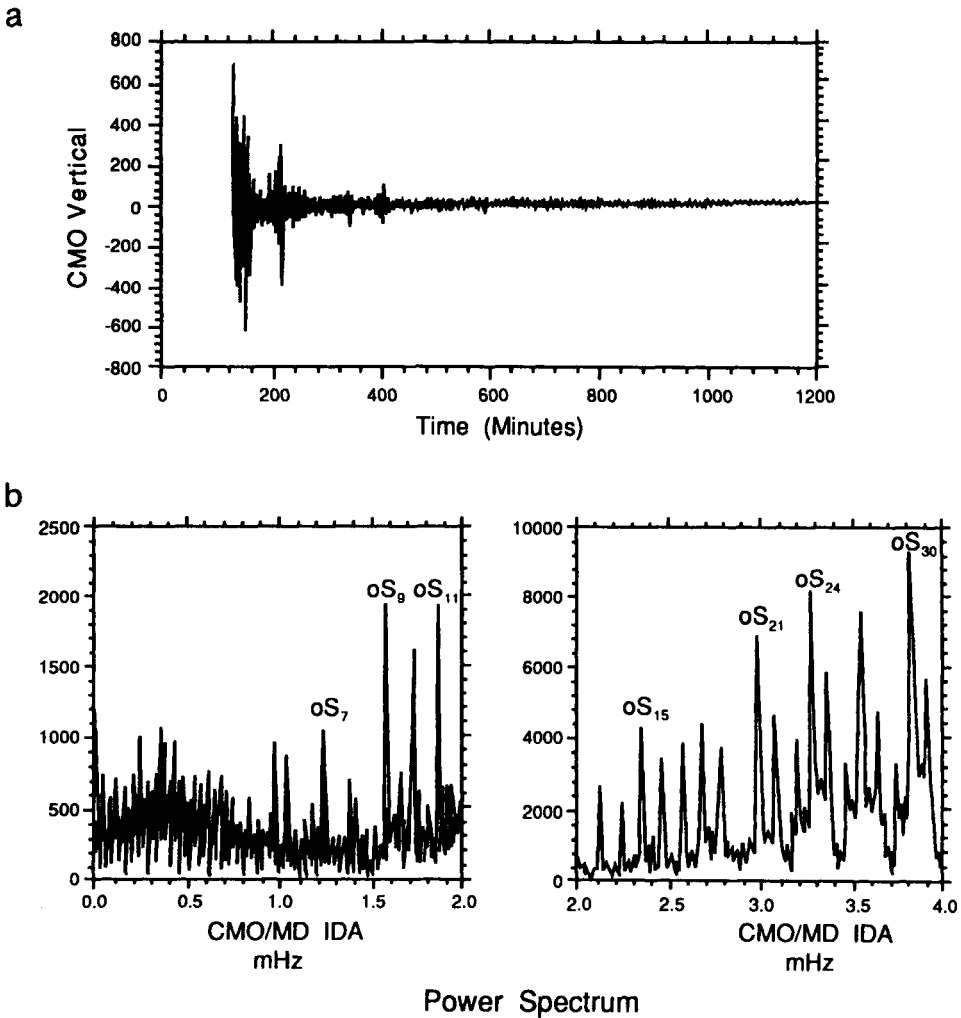 a
CMO Vertical
800
600
400
200
0
-200
-400
-600
-800
0 200 400 600 800 1000 1200
Time (Minutes)
b
2500
2000
1500
1000
500
0
oS₇
oS₉
oS₁₁
0.0 0.5 1.0 1.5 2.0
CMO/MD IDA
mHz
10000
8000
6000
4000
2000
0
oS₁₅
oS₂₁
oS₂₄
oS₃₀
2.0 2.5 3.0 3.5 4.0
CMO/MD IDA
mHz
Power Spectrum